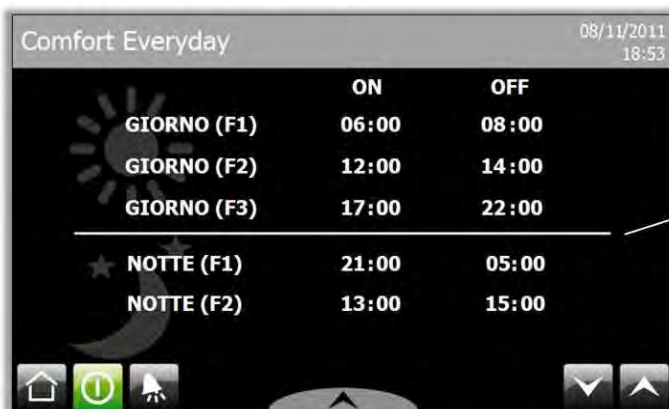 Comfort Everyday 08/11/2011
18:53
ON OFF
GIORNO (F1) 06:00 08:00
GIORNO (F2) 12:00 14:00
GIORNO (F3) 17:00 22:00
NOTTE (F1) 21:00 05:00
NOTTE (F2) 13:00 15:00